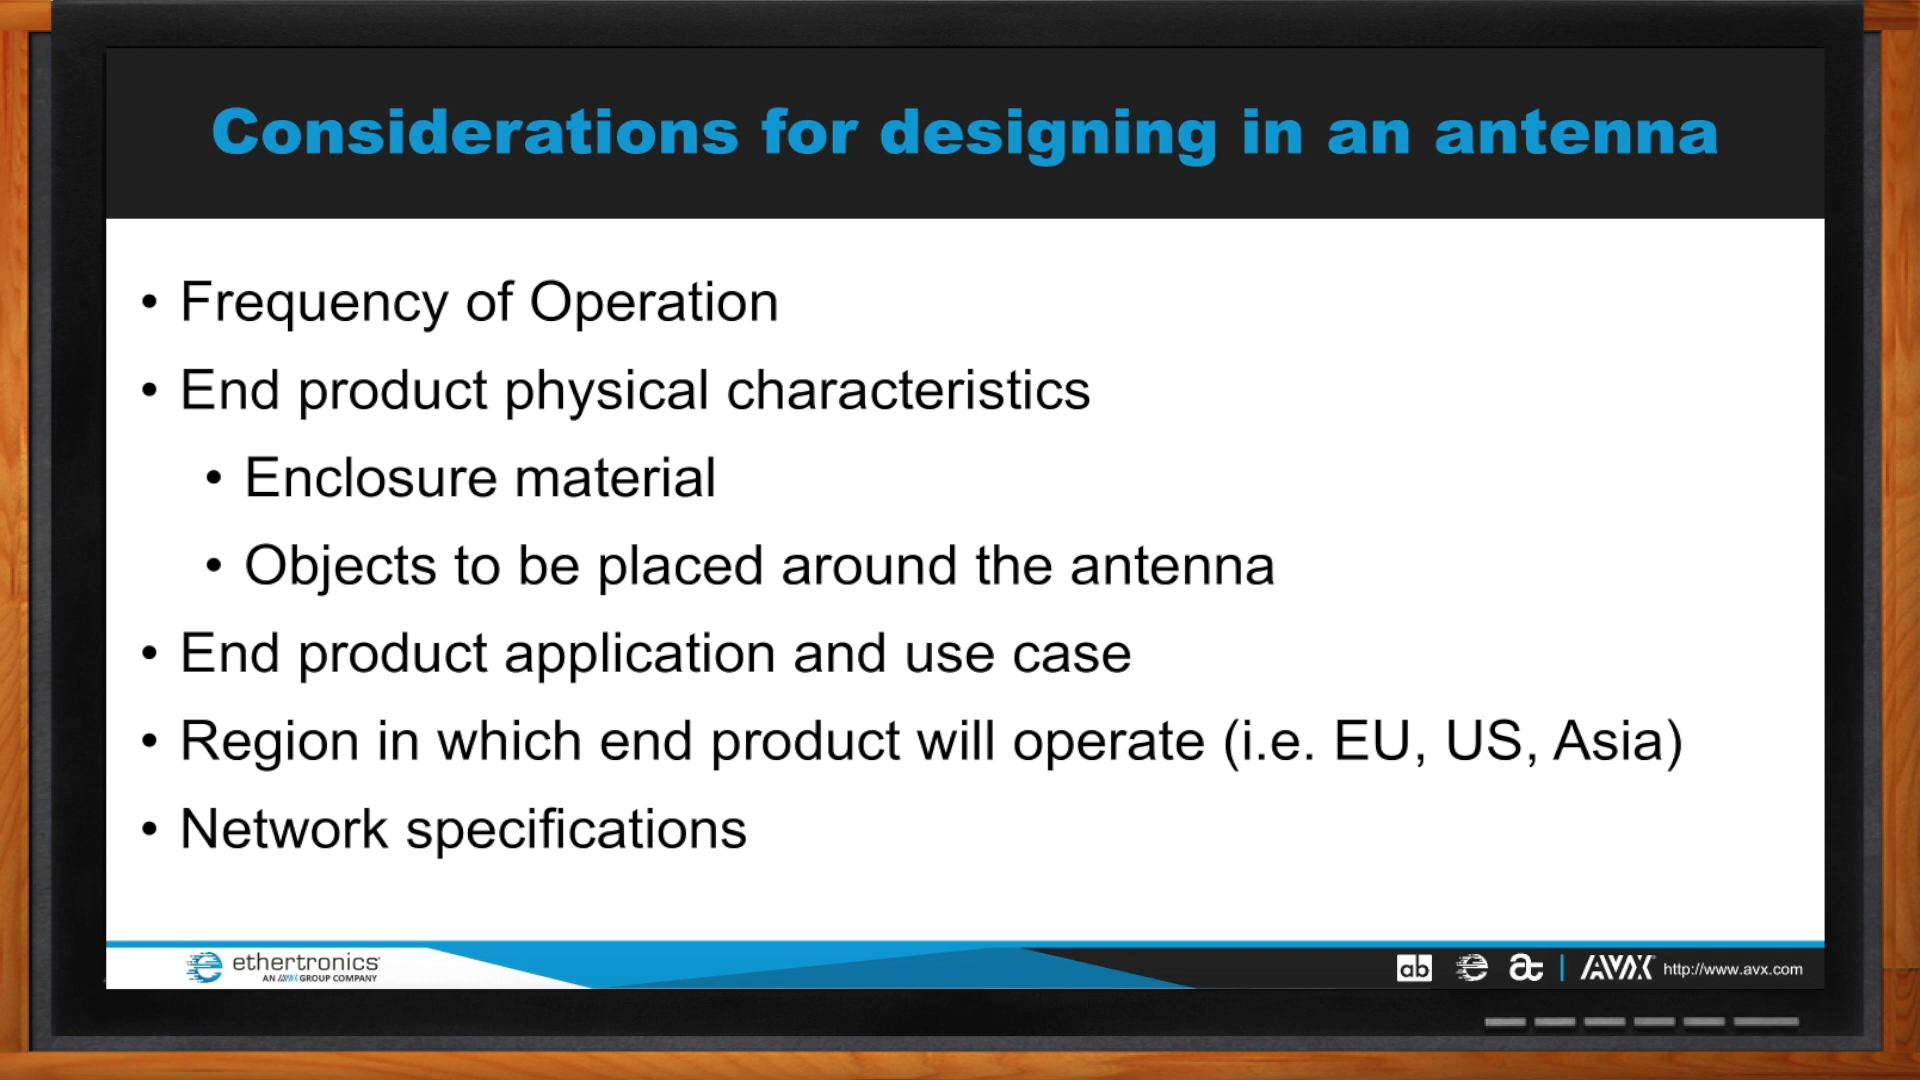 Considerations for designing in an antenna
• Frequency of Operation
• End product physical characteristics
• Enclosure material
• Objects to be placed around the antenna
• End product application and use case
• Region in which end product will operate (i.e. EU, US, Asia)
• Network specifications
ethertronics
AN AVX GROUP COMPANY
ab
AVX http://www.avx.com